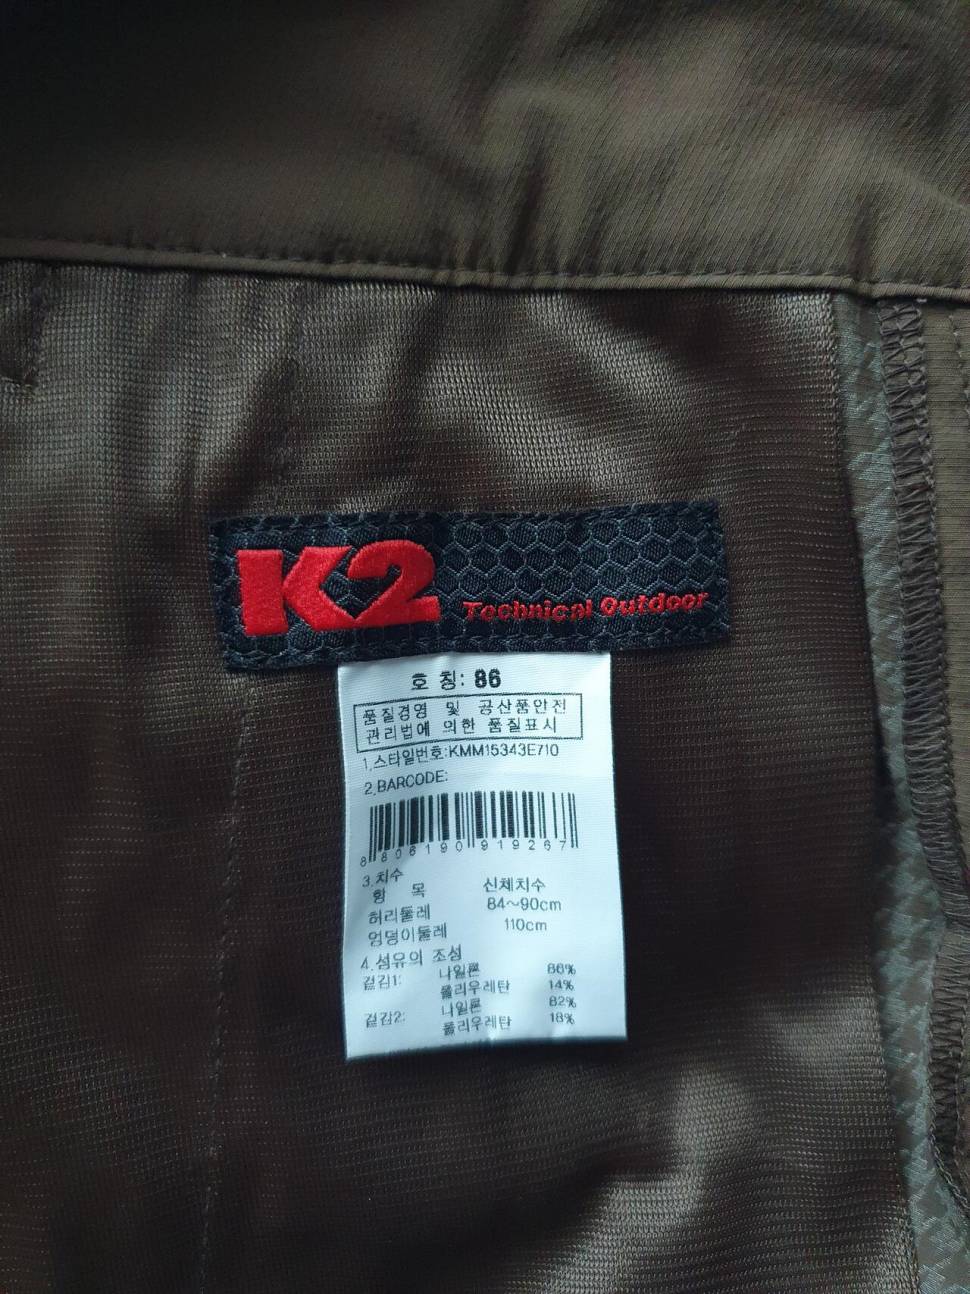 K2 Technical Outdoor
호 칭: 86
품질경영 및 공산품안전
관리법에 의한 품질표시
1.스타일번호:KMM15343E710
2.BARCODE:
8 806190 919267
3.치수
항 목 신체치수
허리둘레 84~90cm
엉덩이둘레 110cm
4.섬유의 조성
겉감1: 나일론 86%
폴리우레탄 14%
겉감2: 나일론 82%
폴리우레탄 18%